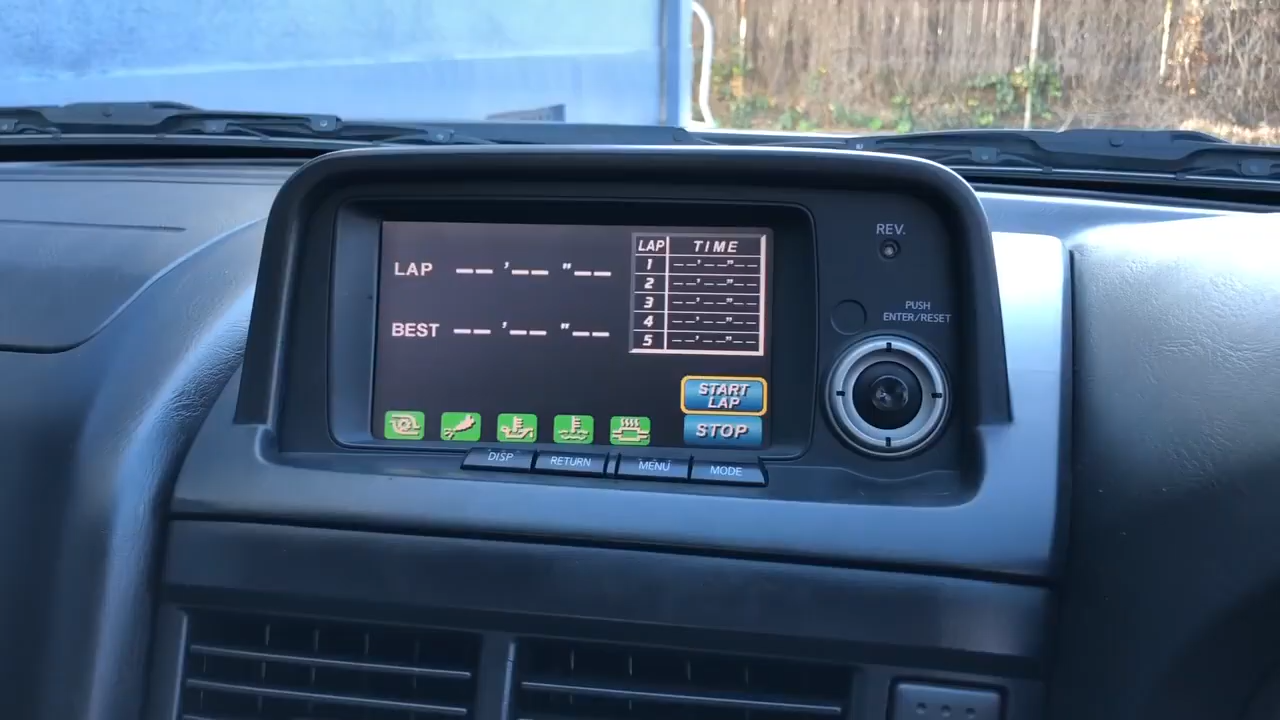 LAP --'--"--
BEST --'--"--
LAP TIME
1 --'--"--
2 --'--"--
3 --'--"--
4 --'--"--
5 --'--"--
START
LAP
STOP
REV.
PUSH
ENTER/RESET
DISP RETURN MENU MODE